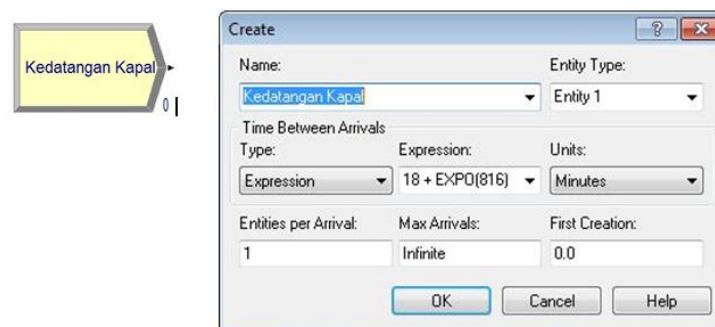 Kedatangan Kapal
0
Create
Name:
Entity Type:
Kedatangan Kapal
Entity 1
Time Between Arrivals
Type:
Expression:
Units:
Expression
18 + EXPO(816)
Minutes
Entities per Arrival:
Max Arrivals:
First Creation:
1
Infinite
0.0
OK
Cancel
Help